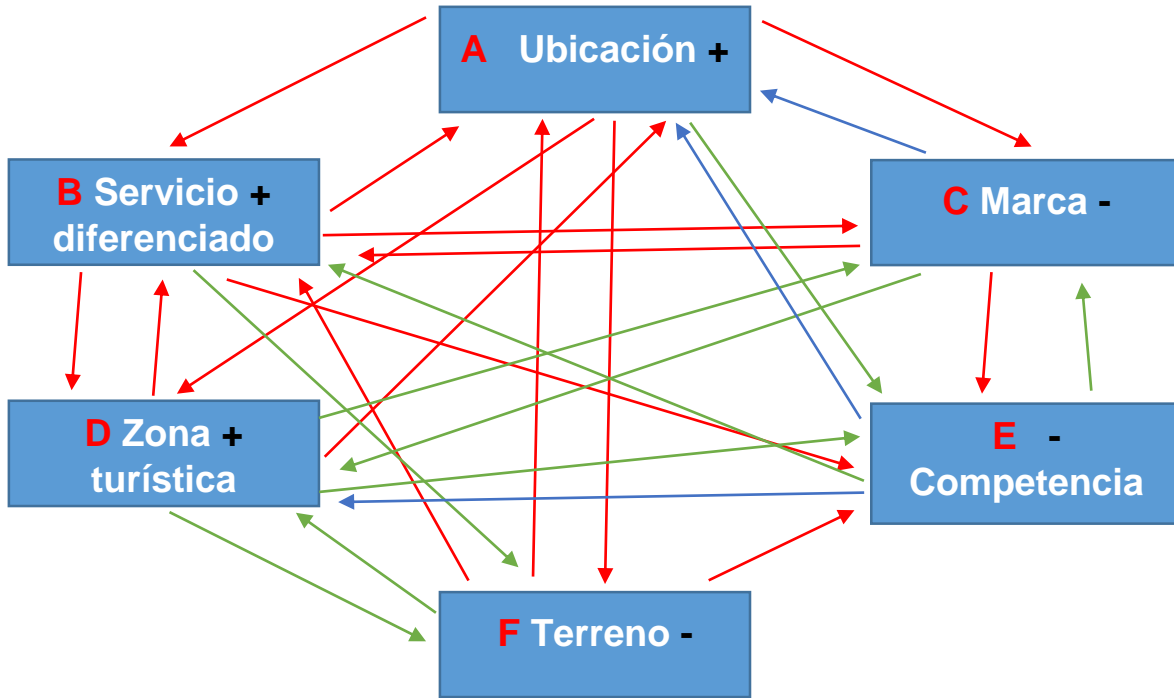 A Ubicación +
B Servicio +
diferenciado
C Marca -
D Zona +
turística
E -
Competencia
F Terreno -